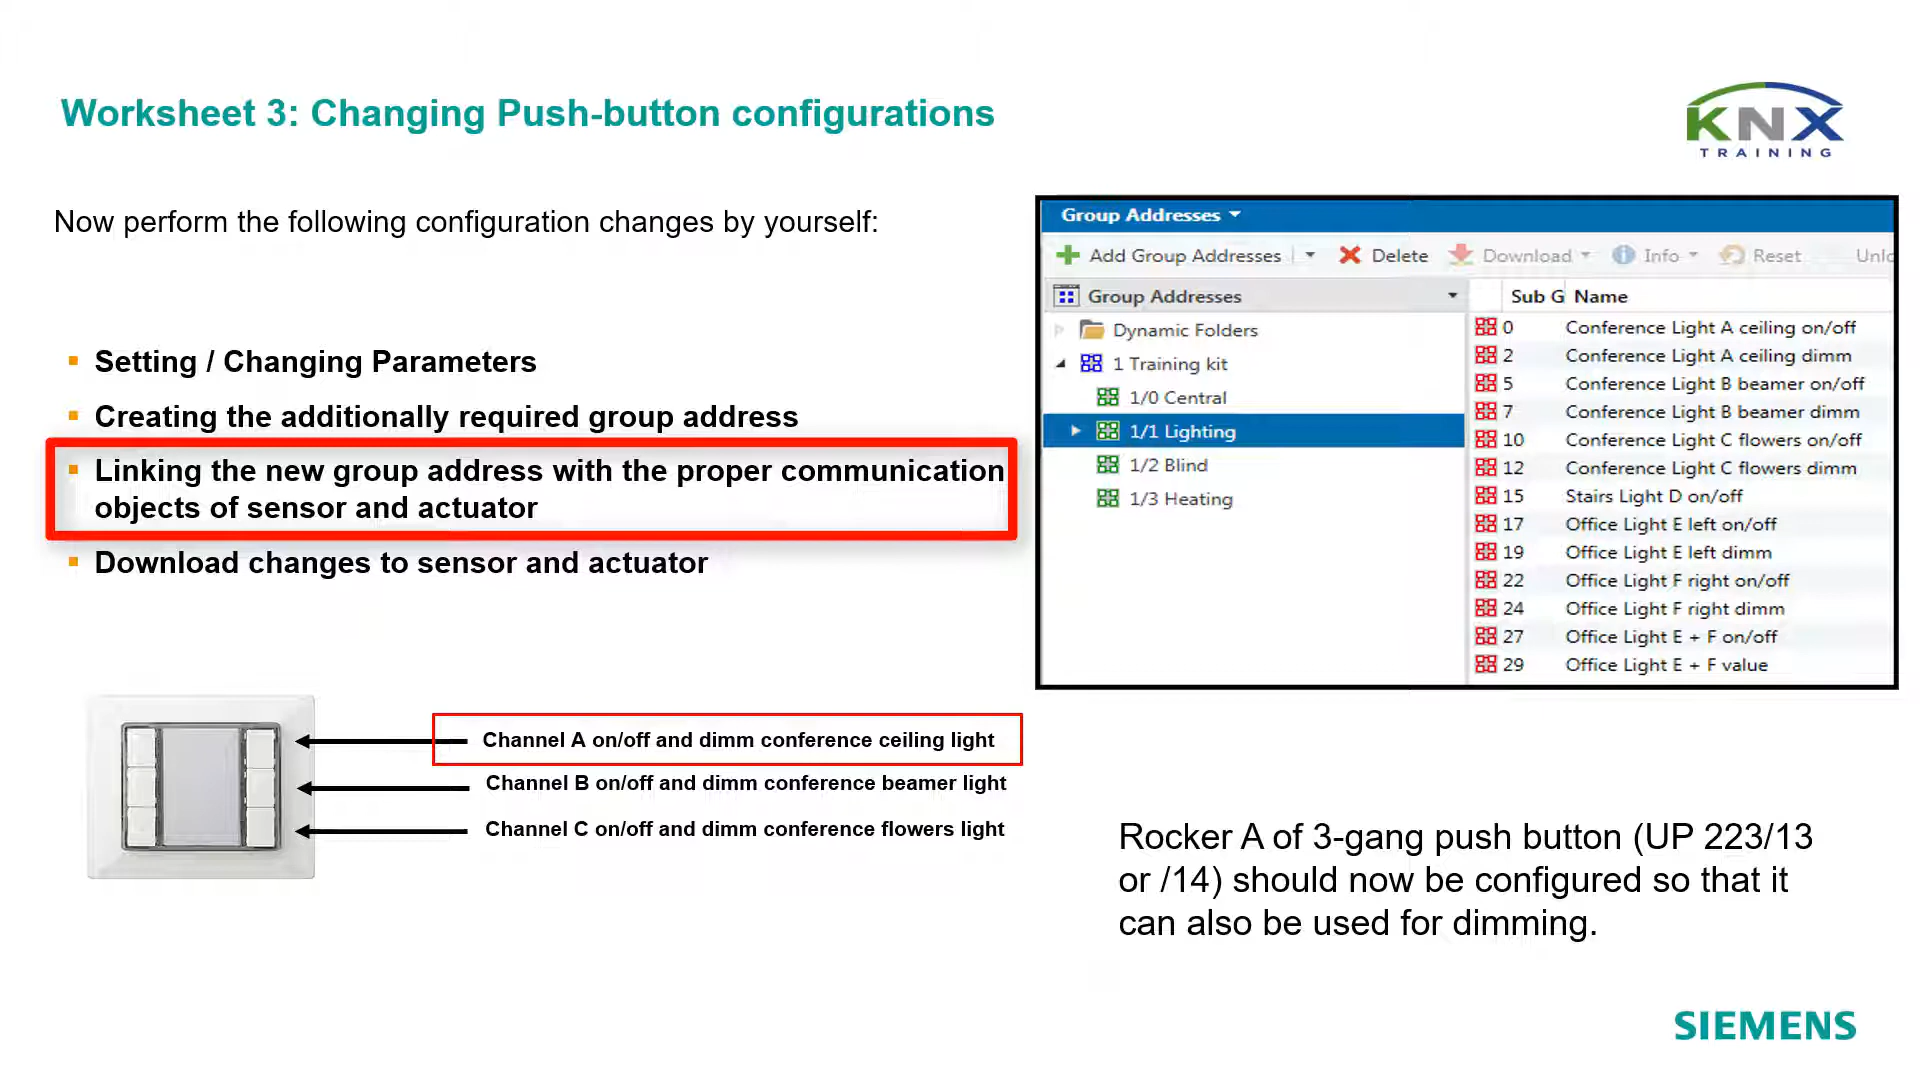 Worksheet 3: Changing Push-button configurations
KNX
TRAINING
Now perform the following configuration changes by yourself:
Setting / Changing Parameters
Creating the additionally required group address
Linking the new group address with the proper communication
objects of sensor and actuator
Download changes to sensor and actuator
Group Addresses
Add Group Addresses Delete Download Info Reset Unlo
Group Addresses
Dynamic Folders
1 Training kit
1/0 Central
1/1 Lighting
1/2 Blind
1/3 Heating
Sub G Name
0 Conference Light A ceiling on/off
2 Conference Light A ceiling dimm
5 Conference Light B beamer on/off
7 Conference Light B beamer dimm
10 Conference Light C flowers on/off
12 Conference Light C flowers dimm
15 Stairs Light D on/off
17 Office Light E left on/off
19 Office Light E left dimm
22 Office Light F right on/off
24 Office Light F right dimm
27 Office Light E + F on/off
29 Office Light E + F value
Channel A on/off and dimm conference ceiling light
Channel B on/off and dimm conference beamer light
Channel C on/off and dimm conference flowers light
Rocker A of 3-gang push button (UP 223/13
or /14) should now be configured so that it
can also be used for dimming.
SIEMENS